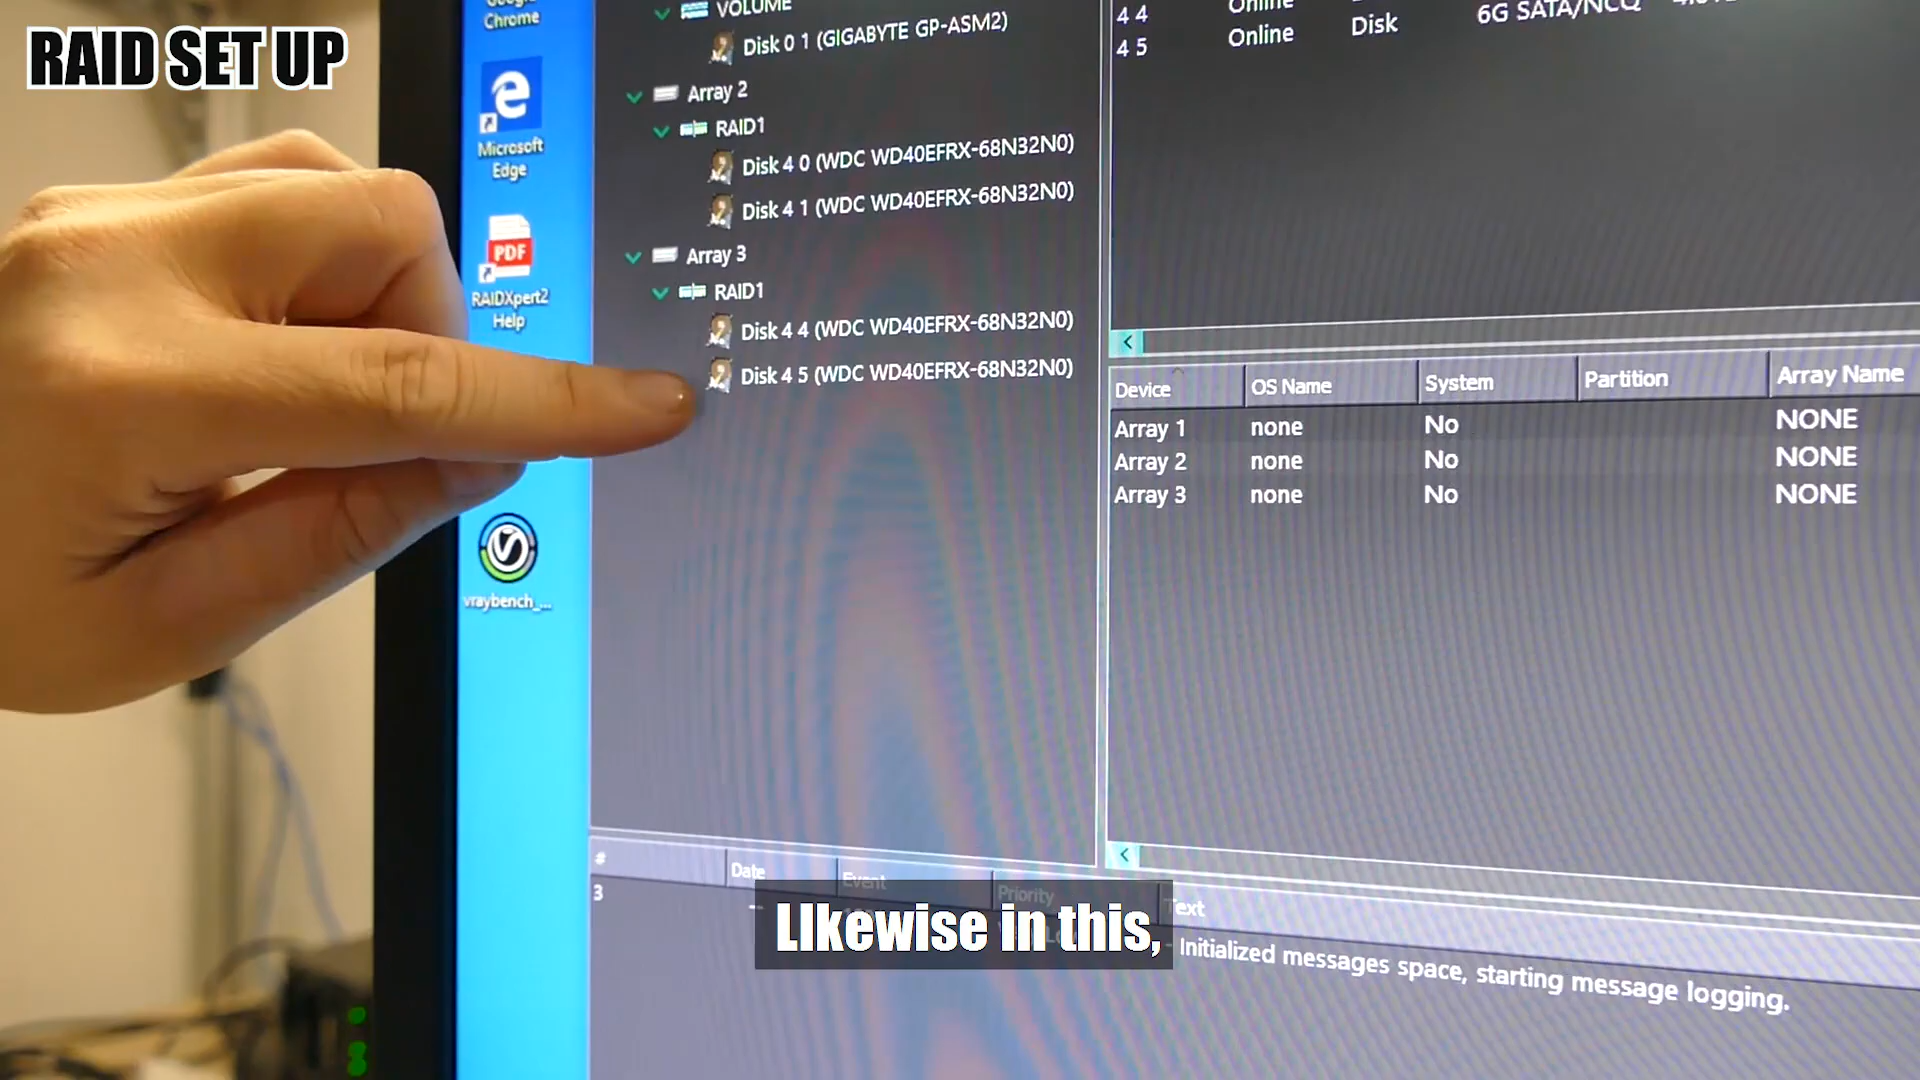 RAID SET UP
Google
Chrome
Microsoft
Edge
PDF
RAIDXpert2
Help
vraybench_...
VOLUME
Disk 0 1 (GIGABYTE GP-ASM2)
Array 2
RAID1
Disk 4 0 (WDC WD40EFRX-68N32N0)
Disk 4 1 (WDC WD40EFRX-68N32N0)
Array 3
RAID1
Disk 4 4 (WDC WD40EFRX-68N32N0)
Disk 4 5 (WDC WD40EFRX-68N32N0)
4 4 Online 6G SATA/NCQ
4 5 Online Disk
Device OS Name System Partition Array Name
Array 1 none No NONE
Array 2 none No NONE
Array 3 none No NONE
# Date Event Priority Text
3 -- Initialized messages space, starting message logging.
LIkewise in this,